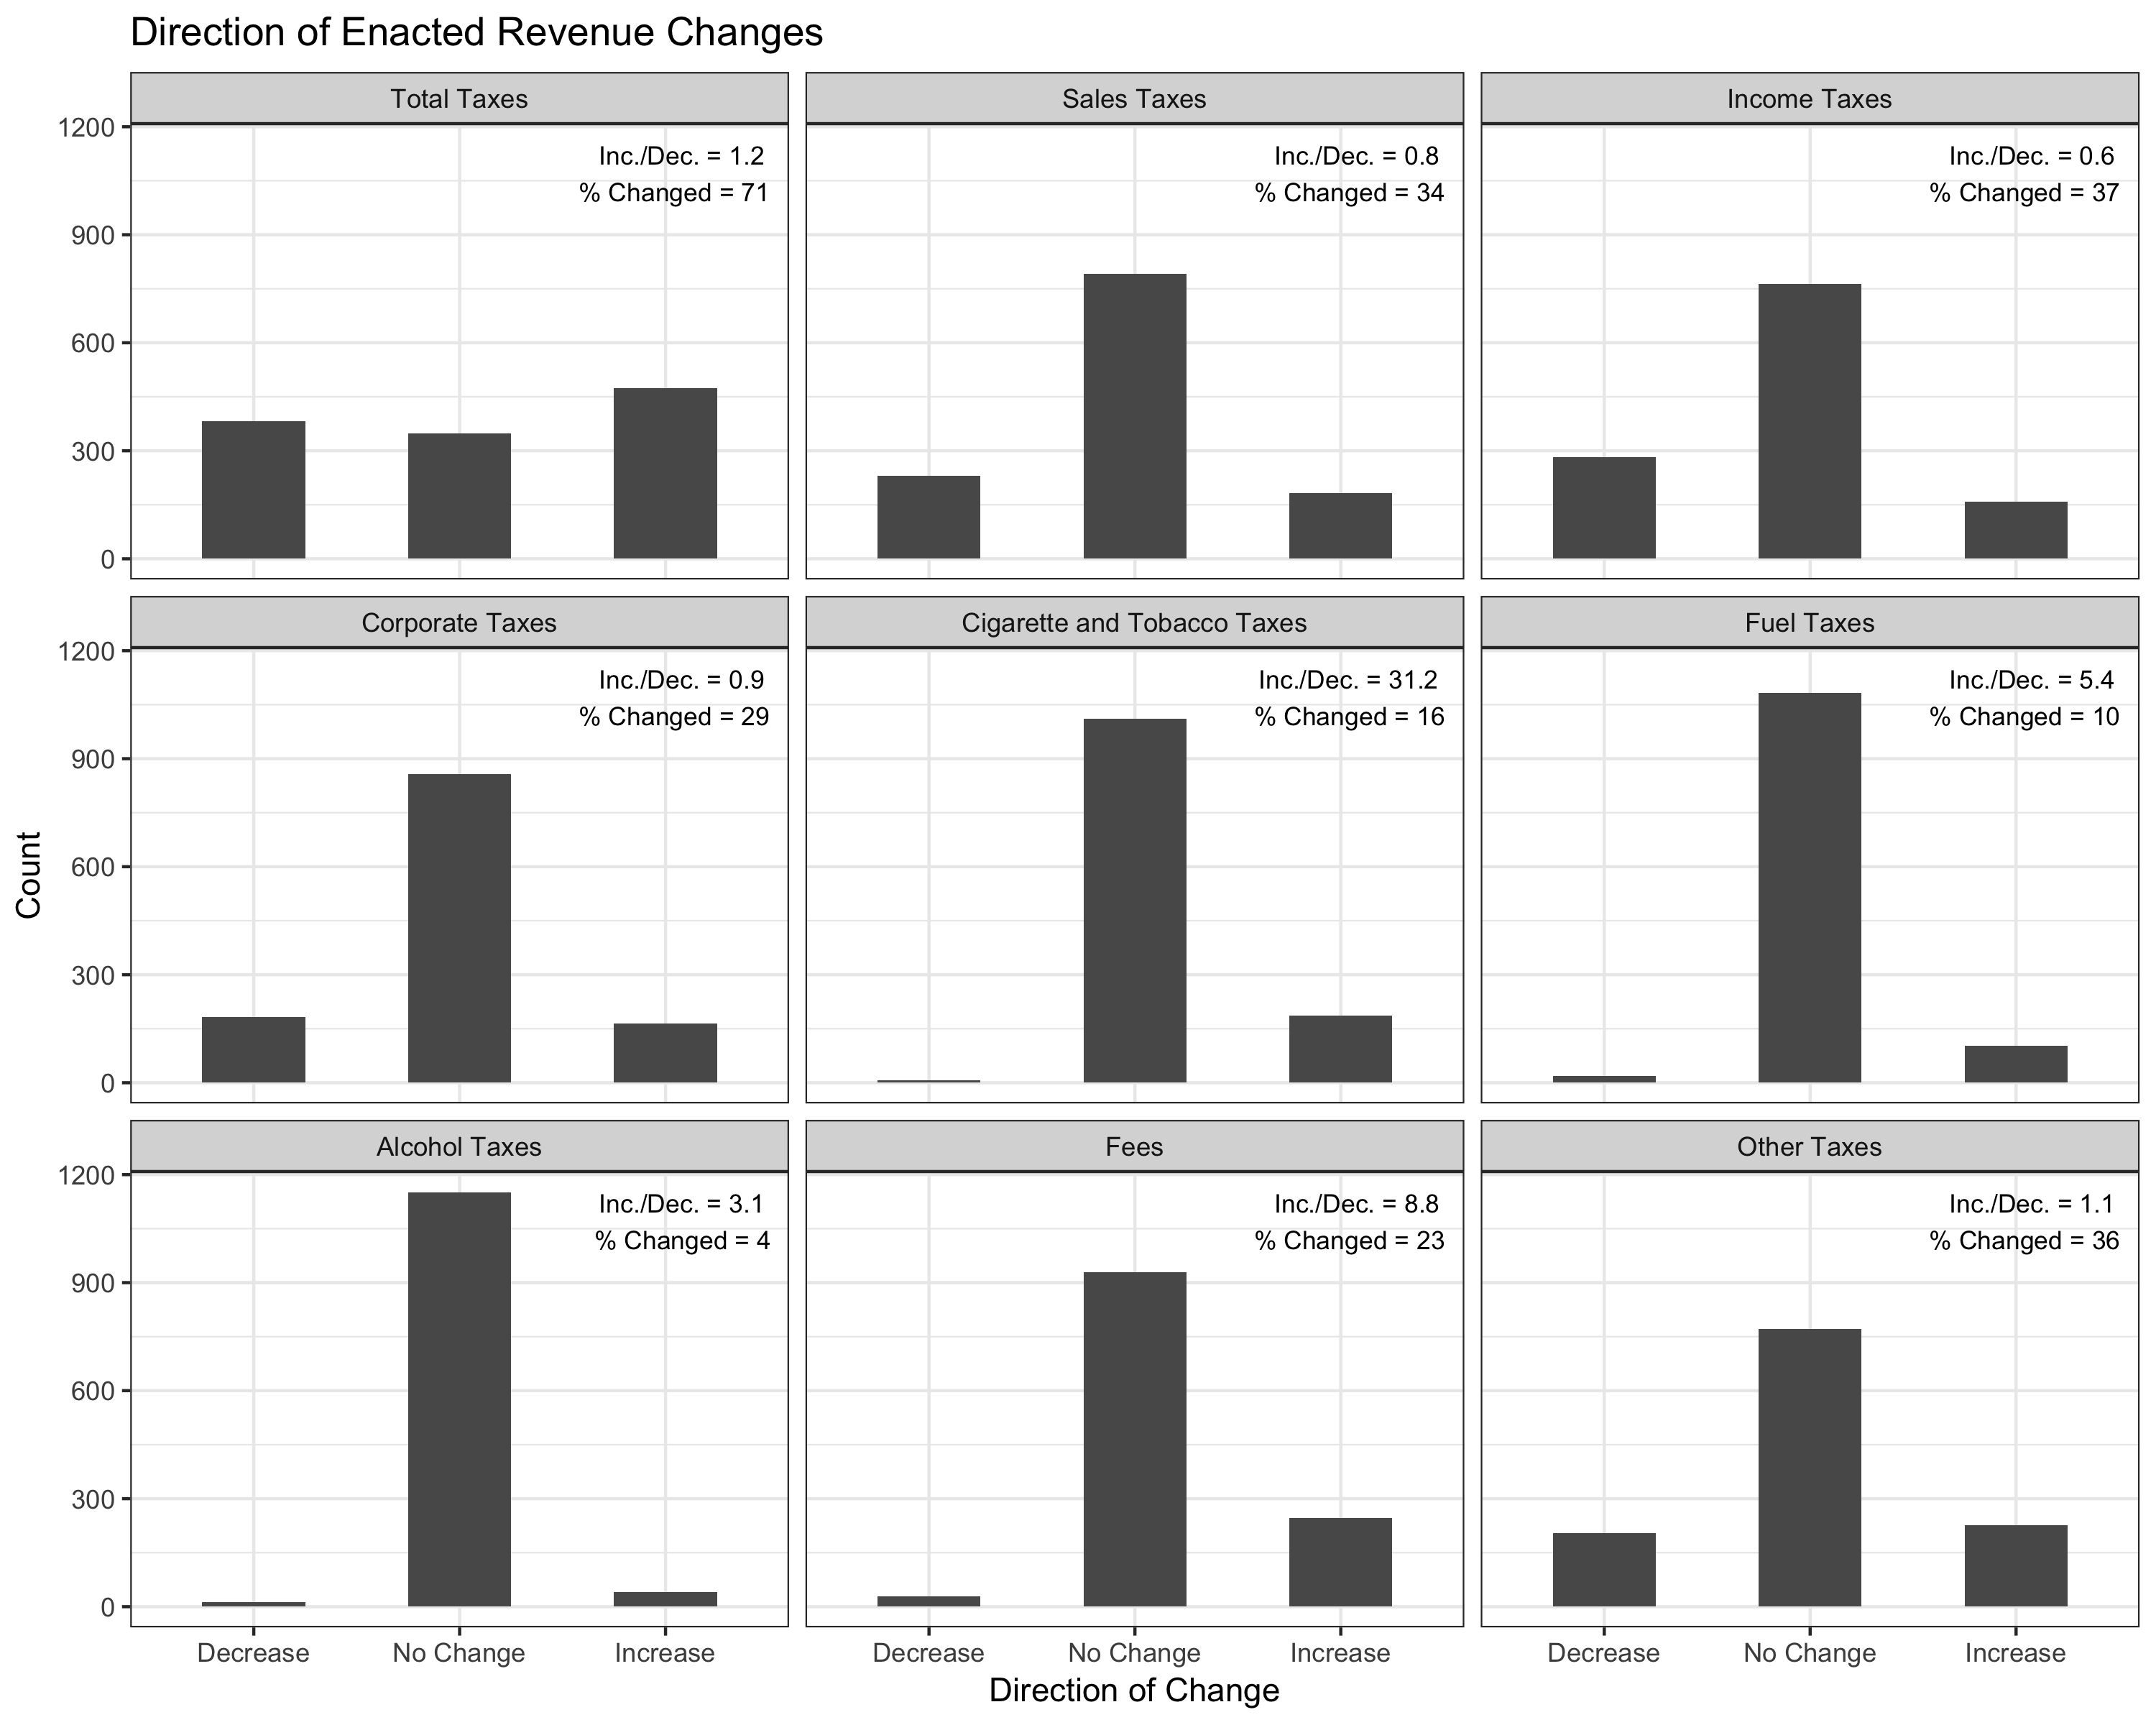 Direction of Enacted Revenue Changes
Total Taxes
Sales Taxes
Income Taxes
1200
900
600
300
0
Inc./Dec. = 1.2
% Changed = 71
Inc./Dec. = 0.8
% Changed = 34
Inc./Dec. = 0.6
% Changed = 37
Corporate Taxes
Cigarette and Tobacco Taxes
Fuel Taxes
1200
900
600
300
0
Inc./Dec. = 0.9
% Changed = 29
Inc./Dec. = 31.2
% Changed = 16
Inc./Dec. = 5.4
% Changed = 10
Count
Alcohol Taxes
Fees
Other Taxes
1200
900
600
300
0
Inc./Dec. = 3.1
% Changed = 4
Inc./Dec. = 8.8
% Changed = 23
Inc./Dec. = 1.1
% Changed = 36
Decrease No Change Increase
Decrease No Change Increase
Decrease No Change Increase
Direction of Change